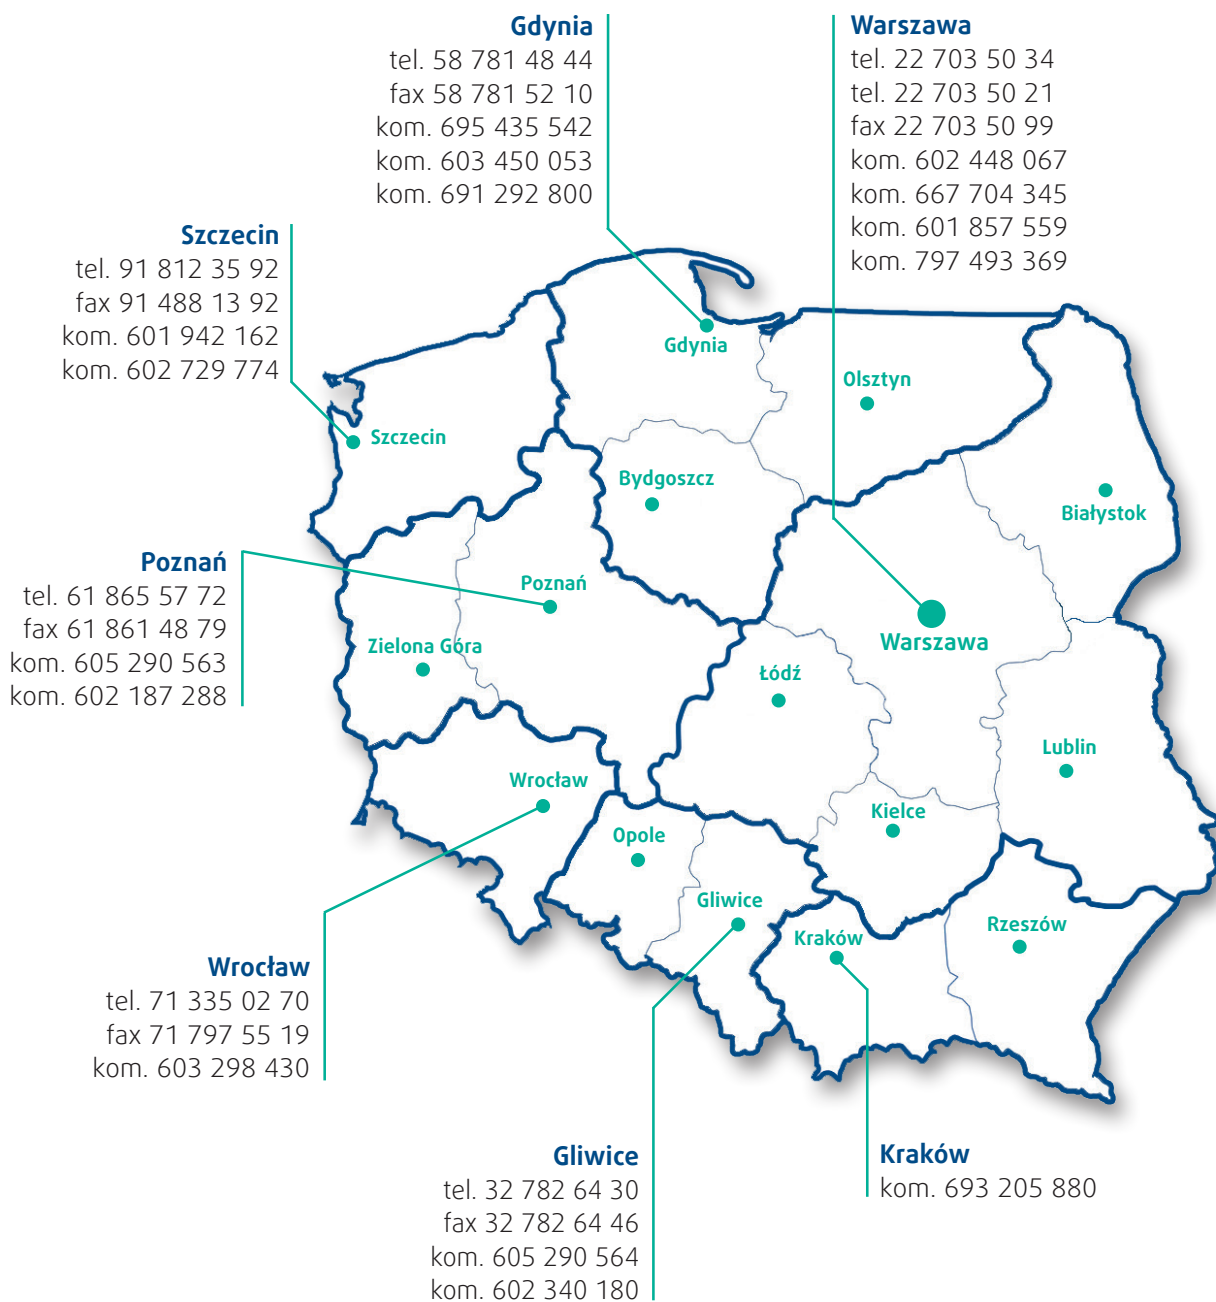 Gdynia
tel. 58 781 48 44
fax 58 781 52 10
kom. 695 435 542
kom. 603 450 053
kom. 691 292 800
Warszawa
tel. 22 703 50 34
tel. 22 703 50 21
fax 22 703 50 99
kom. 602 448 067
kom. 667 704 345
kom. 601 857 559
kom. 797 493 369
Szczecin
tel. 91 812 35 92
fax 91 488 13 92
kom. 601 942 162
kom. 602 729 774
Gdynia
Olsztyn
Szczecin
Bydgoszcz
Białystok
Poznań
tel. 61 865 57 72
fax 61 861 48 79
kom. 605 290 563
kom. 602 187 288
Poznań
Zielona Góra
Warszawa
Łódź
Lublin
Wrocław
Opole
Kielce
Gliwice
Kraków
Rzeszów
Wrocław
tel. 71 335 02 70
fax 71 797 55 19
kom. 603 298 430
Gliwice
tel. 32 782 64 30
fax 32 782 64 46
kom. 605 290 564
kom. 602 340 180
Kraków
kom. 693 205 880